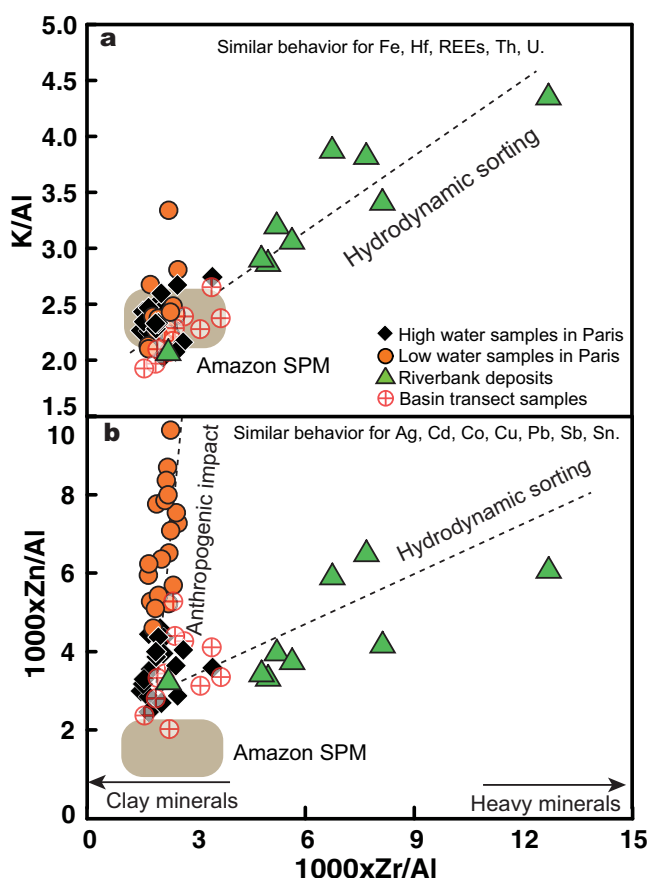 a
Similar behavior for Fe, Hf, REEs, Th, U.
5.0
4.5
4.0
3.5
3.0
2.5
2.0
1.5
K/Al
Hydrodynamic sorting
Amazon SPM
High water samples in Paris
Low water samples in Paris
Riverbank deposits
Basin transect samples
b
Similar behavior for Ag, Cd, Co, Cu, Pb, Sb, Sn.
10
8
6
4
2
0
1000xZn/Al
Anthropogenic impact
Hydrodynamic sorting
Amazon SPM
Clay minerals
Heavy minerals
0 3 6 9 12 15
1000xZr/Al